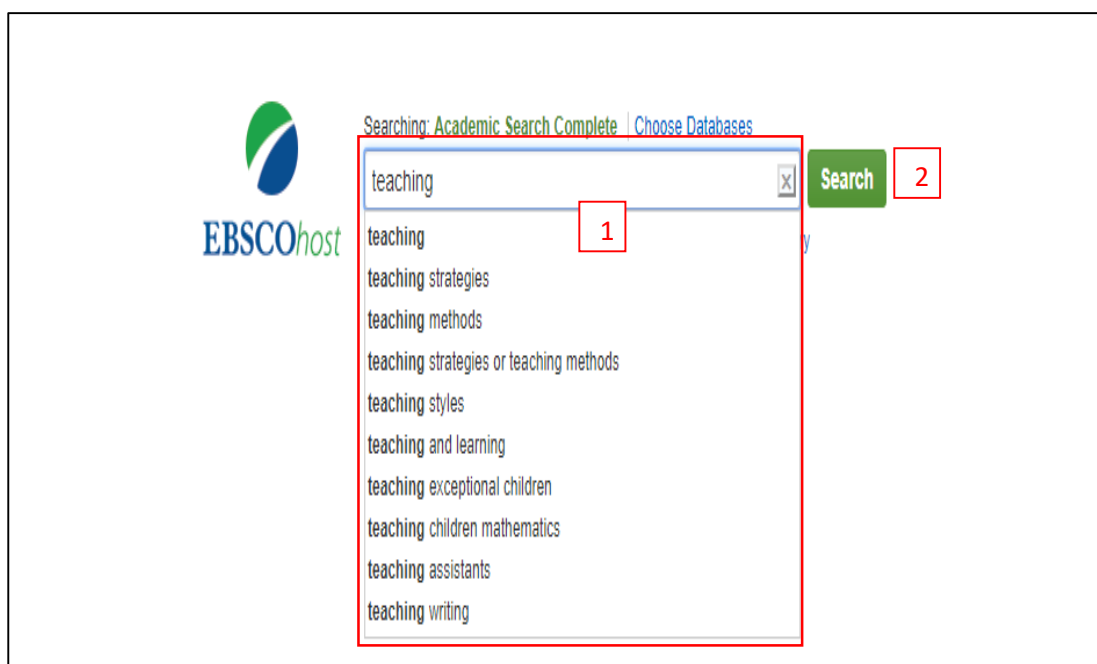 Searching: Academic Search Complete Choose Databases
teaching
Search
2
1
EBSCOhost
teaching
y
teaching strategies
teaching methods
teaching strategies or teaching methods
teaching styles
teaching and learning
teaching exceptional children
teaching children mathematics
teaching assistants
teaching writing